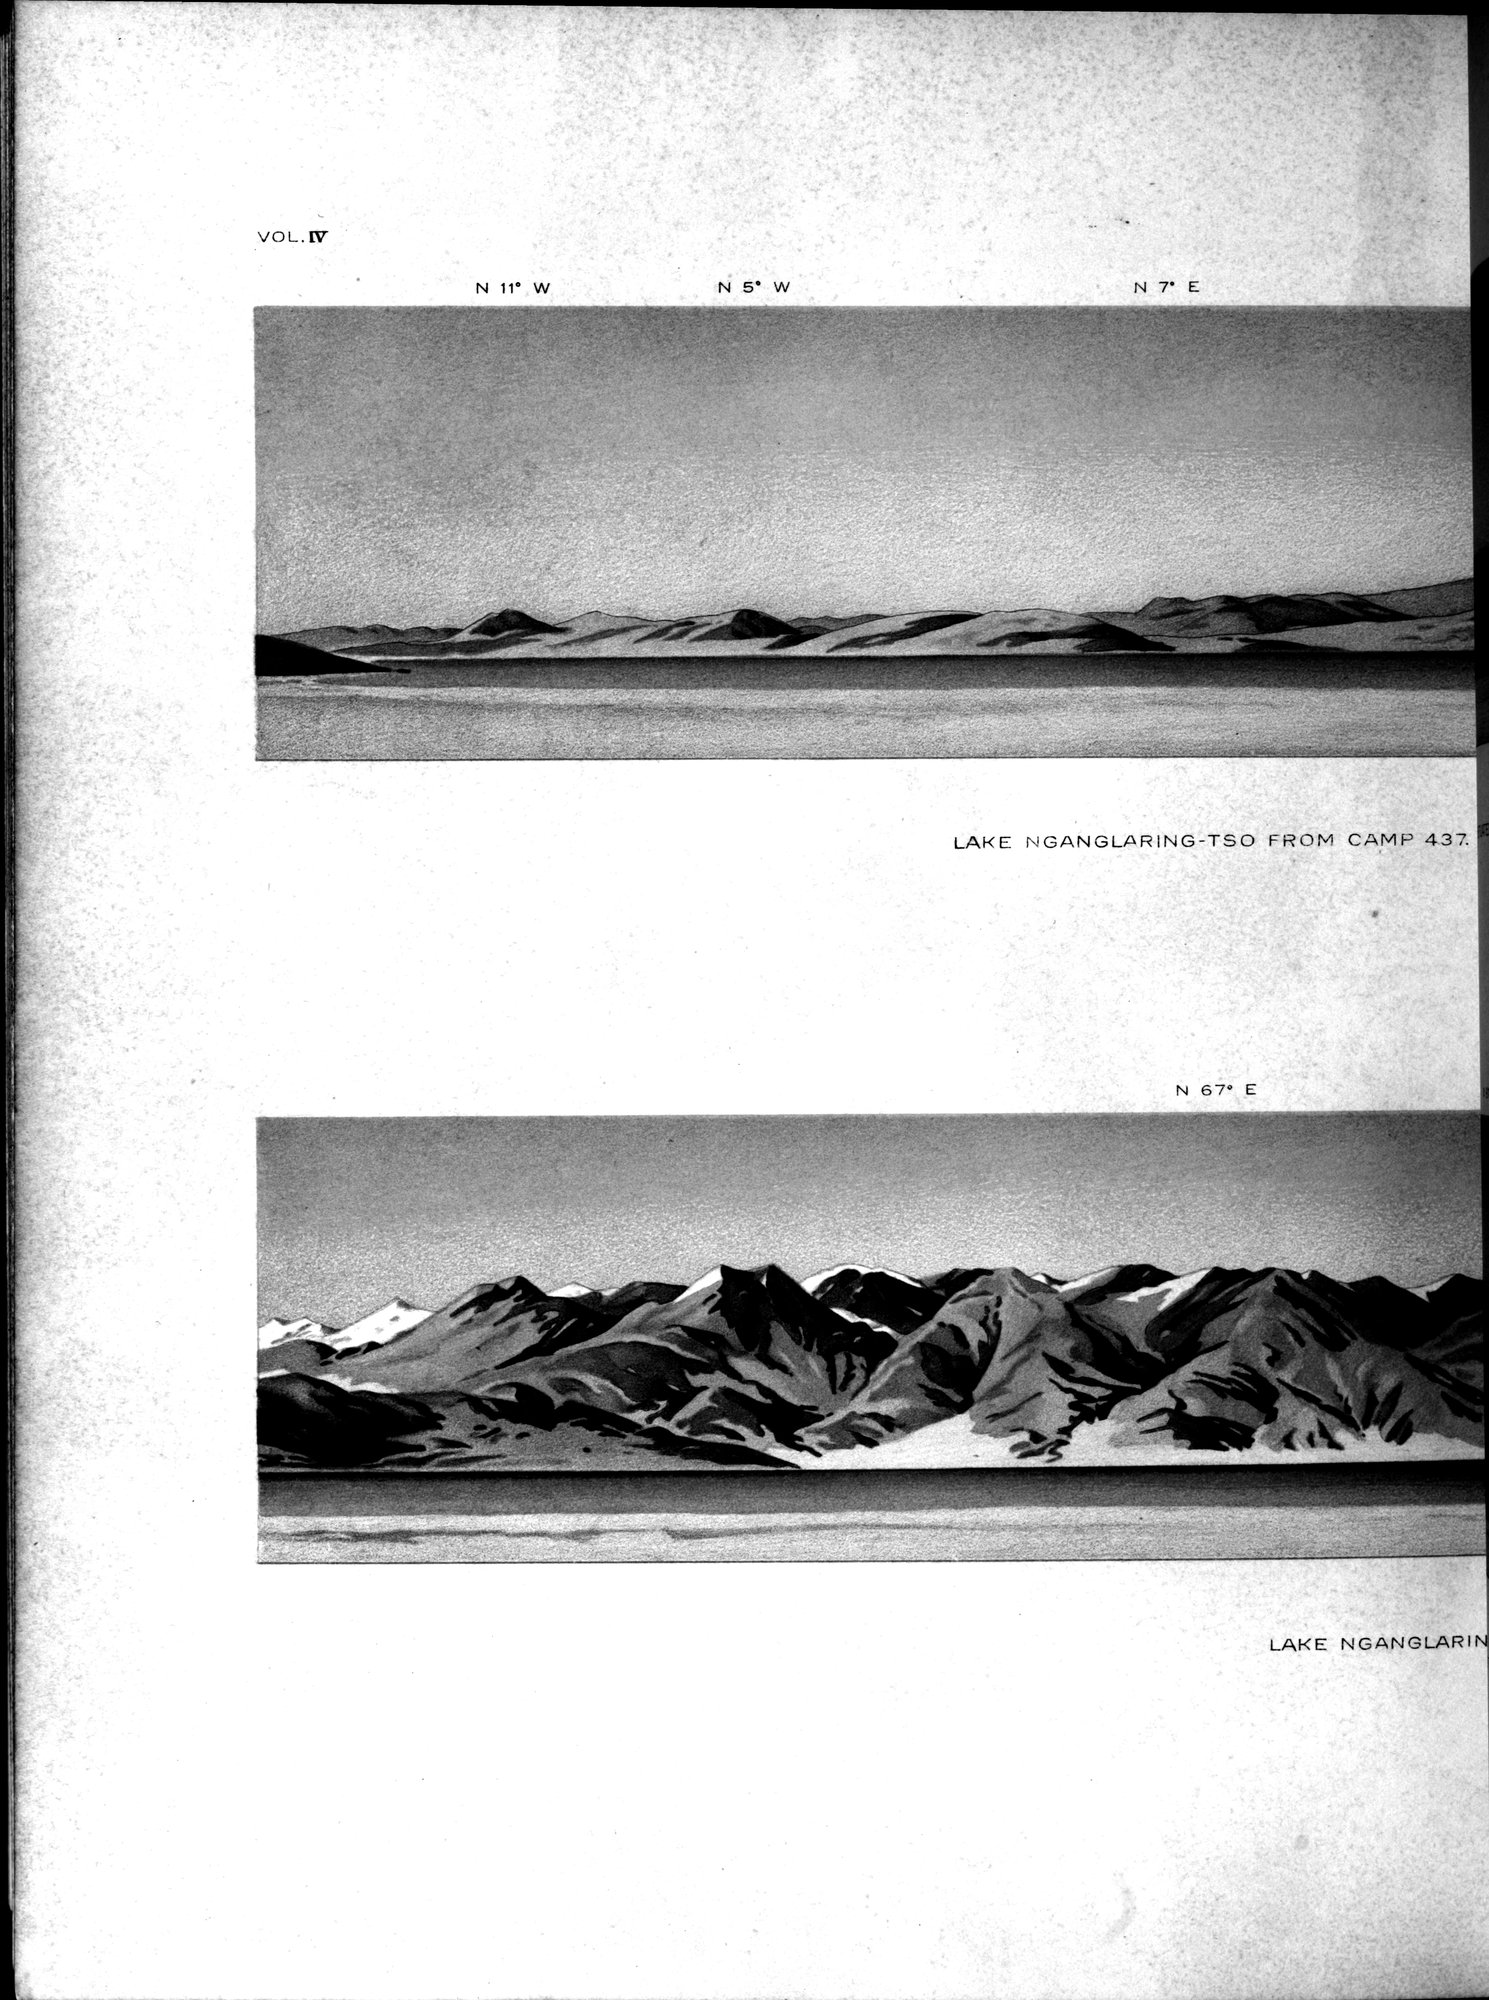 VOL. IV
N 11° W N 5° W N 7° E
LAKE NGANGLARING-TSO FROM CAMP 437.
N 67° E
LAKE NGANGLARIN